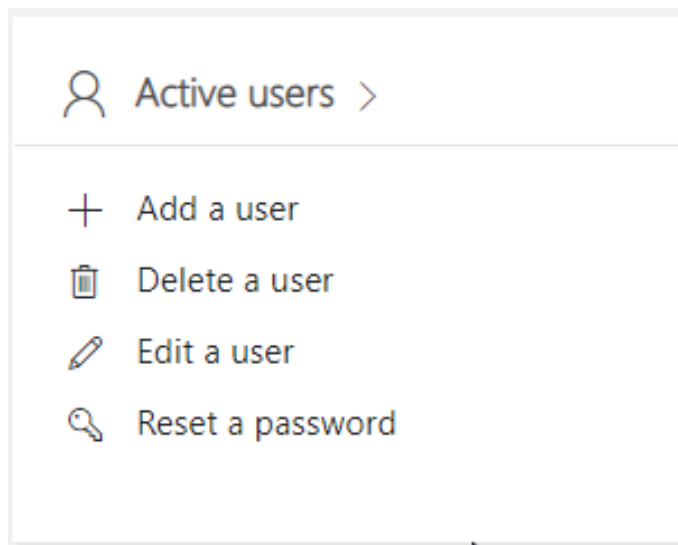 Active users
Add a user
Delete a user
Edit a user
Reset a password